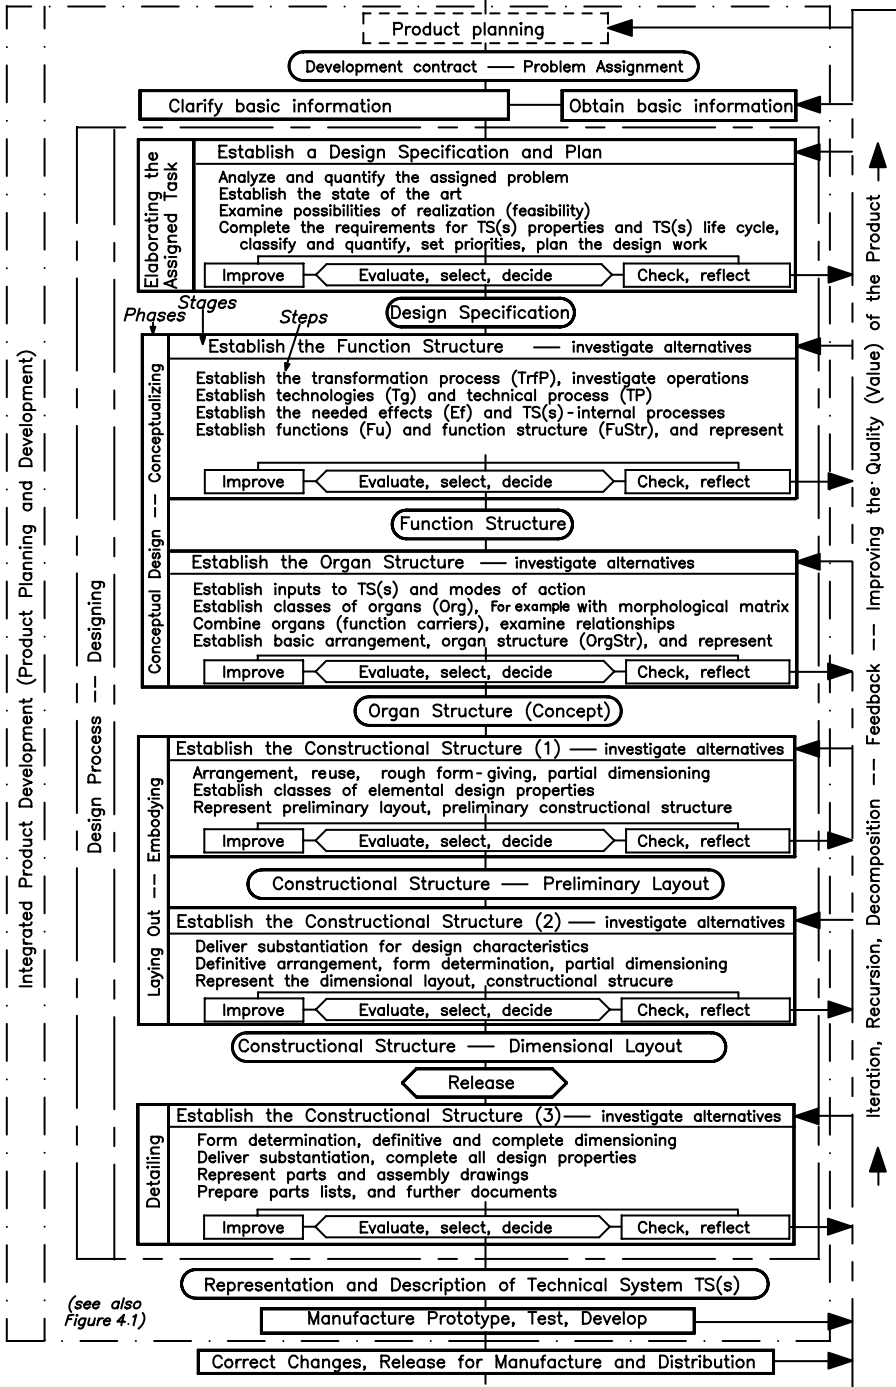 Product planning
Development contract — Problem Assignment
Clarify basic information
Obtain basic information
Elaborating the
Assigned Task
Establish a Design Specification and Plan
Analyze and quantify the assigned problem
Establish the state of the art
Examine possibilities of realization (feasibility)
Complete the requirements for TS(s) properties and TS(s) life cycle,
classify and quantify, set priorities, plan the design work
Improve
Evaluate, select, decide
Check, reflect
Design Specification
Phases
Stages
Steps
Conceptual Design -- Conceptualizing
Establish the Function Structure — investigate alternatives
Establish the transformation process (TrfP), investigate operations
Establish technologies (Tg) and technical process (TP)
Establish the needed effects (Ef) and TS(s)-internal processes
Establish functions (Fu) and function structure (FuStr), and represent
Improve
Evaluate, select, decide
Check, reflect
Function Structure
Establish the Organ Structure — investigate alternatives
Establish inputs to TS(s) and modes of action
Establish classes of organs (Org), For example with morphological matrix
Combine organs (function carriers), examine relationships
Establish basic arrangement, organ structure (OrgStr), and represent
Improve
Evaluate, select, decide
Check, reflect
Organ Structure (Concept)
Laying Out -- Embodying
Establish the Constructional Structure (1) — investigate alternatives
Arrangement, reuse, rough form-giving, partial dimensioning
Establish classes of elemental design properties
Represent preliminary layout, preliminary constructional structure
Improve
Evaluate, select, decide
Check, reflect
Constructional Structure — Preliminary Layout
Establish the Constructional Structure (2) — investigate alternatives
Deliver substantiation for design characteristics
Definitive arrangement, form determination, partial dimensioning
Represent the dimensional layout, constructional strucure
Improve
Evaluate, select, decide
Check, reflect
Constructional Structure — Dimensional Layout
Release
Detailing
Establish the Constructional Structure (3) — investigate alternatives
Form determination, definitive and complete dimensioning
Deliver substantiation, complete all design properties
Represent parts and assembly drawings
Prepare parts lists, and further documents
Improve
Evaluate, select, decide
Check, reflect
Representation and Description of Technical System TS(s)
(see also
Figure 4.1)
Manufacture Prototype, Test, Develop
Correct Changes, Release for Manufacture and Distribution
Integrated Product Development (Product Planning and Development)
Design Process -- Designing
Iteration, Recursion, Decomposition -- Feedback -- Improving the Quality (Value) of the Product